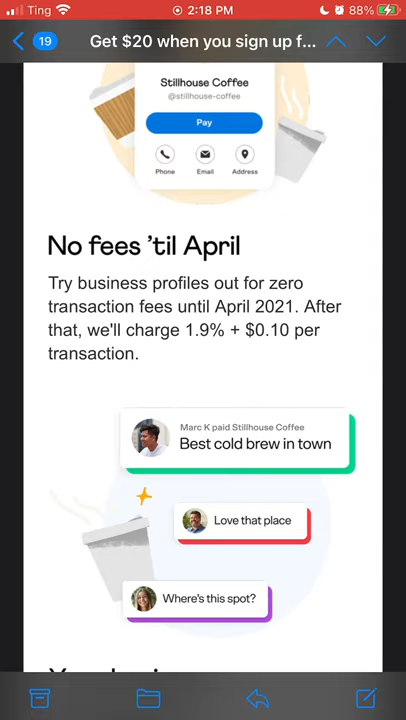 Ting 2:18 PM 88%
19 Get $20 when you sign up f...
Stillhouse Coffee
@stillhouse-coffee
Pay
Phone Email Address
No fees ’til April
Try business profiles out for zero
transaction fees until April 2021. After
that, we'll charge 1.9% + $0.10 per
transaction.
Marc K paid Stillhouse Coffee
Best cold brew in town
Love that place
Where's this spot?